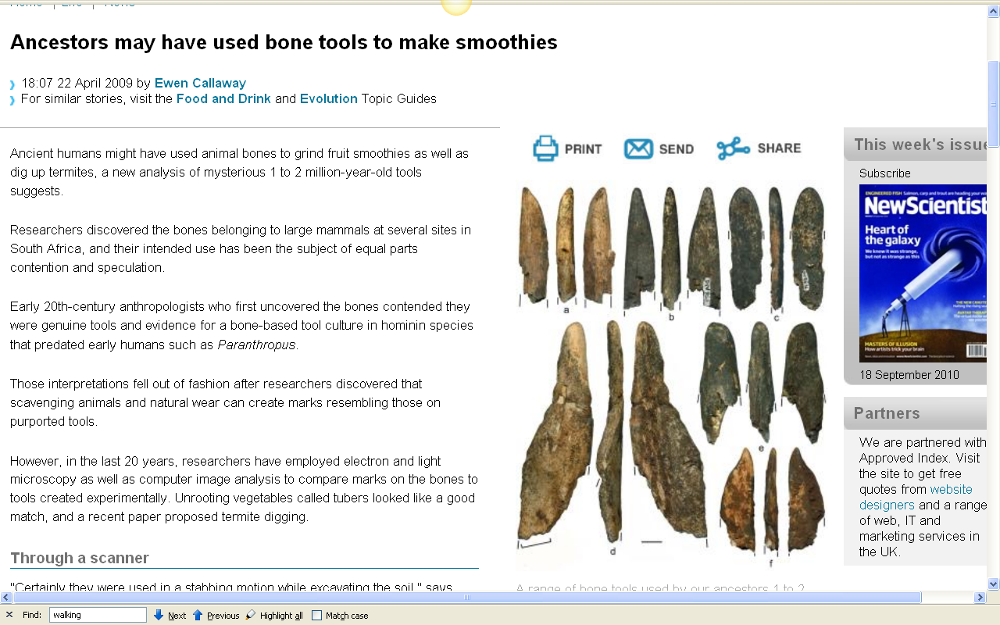 Home | Life | News
Ancestors may have used bone tools to make smoothies
18:07 22 April 2009 by Ewen Callaway
For similar stories, visit the Food and Drink and Evolution Topic Guides
Ancient humans might have used animal bones to grind fruit smoothies as well as
dig up termites, a new analysis of mysterious 1 to 2 million-year-old tools
suggests.
Researchers discovered the bones belonging to large mammals at several sites in
South Africa, and their intended use has been the subject of equal parts
contention and speculation.
Early 20th-century anthropologists who first uncovered the bones contended they
were genuine tools and evidence for a bone-based tool culture in hominin species
that predated early humans such as Paranthropus.
Those interpretations fell out of fashion after researchers discovered that
scavenging animals and natural wear can create marks resembling those on
purported tools.
However, in the last 20 years, researchers have employed electron and light
microscopy as well as computer image analysis to compare marks on the bones to
tools created experimentally. Unrooting vegetables called tubers looked like a good
match, and a recent paper proposed termite digging.
Through a scanner
"Certainly they were used in a stabbing motion while excavating the soil," says
PRINT SEND SHARE
a
b
c
d
e
f
A range of bone tools used by our ancestors 1 to 2
This week's issue
Subscribe
ENGINEERED FISH Salmon, carp and trout are heading your wa
NewScientist
Heart of
the galaxy
We knew it was strange,
but not as strange as this
MASTERS OF ILLUSION
How artists trick your brain
18 September 2010
Partners
We are partnered with
Approved Index. Visit
the site to get free
quotes from website
designers and a range
of web, IT and
marketing services in
the UK.
Find: walking Next Previous Highlight all Match case